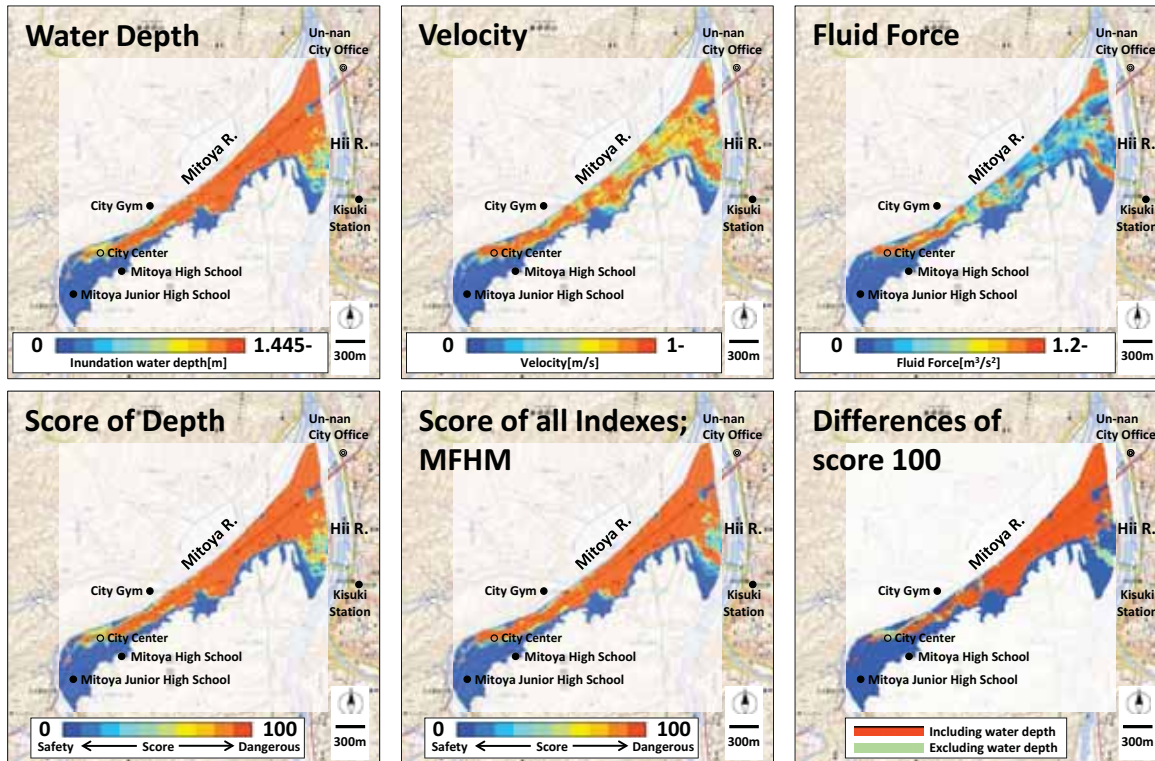 Water Depth
Un-nan
City Office
Mitoya R.
Hii R.
City Gym
Kisuki
Station
City Center
Mitoya High School
Mitoya Junior High School
0
1.445-
Inundation water depth[m]
300m
Velocity
Un-nan
City Office
Mitoya R.
Hii R.
City Gym
Kisuki
Station
City Center
Mitoya High School
Mitoya Junior High School
0
1-
Velocity[m/s]
300m
Fluid Force
Un-nan
City Office
Mitoya R.
Hii R.
City Gym
Kisuki
Station
City Center
Mitoya High School
Mitoya Junior High School
0
1.2-
Fluid Force[m³/s²]
300m
Score of Depth
Un-nan
City Office
Mitoya R.
Hii R.
City Gym
Kisuki
Station
City Center
Mitoya High School
Mitoya Junior High School
0
100
Safety
Score
Dangerous
300m
Score of all Indexes;
MFHM
Un-nan
City Office
Mitoya R.
Hii R.
City Gym
Kisuki
Station
City Center
Mitoya High School
Mitoya Junior High School
0
100
Safety
Score
Dangerous
300m
Differences of
score 100
Un-nan
City Office
Mitoya R.
Hii R.
City Gym
Kisuki
Station
City Center
Mitoya High School
Mitoya Junior High School
Including water depth
Excluding water depth
300m